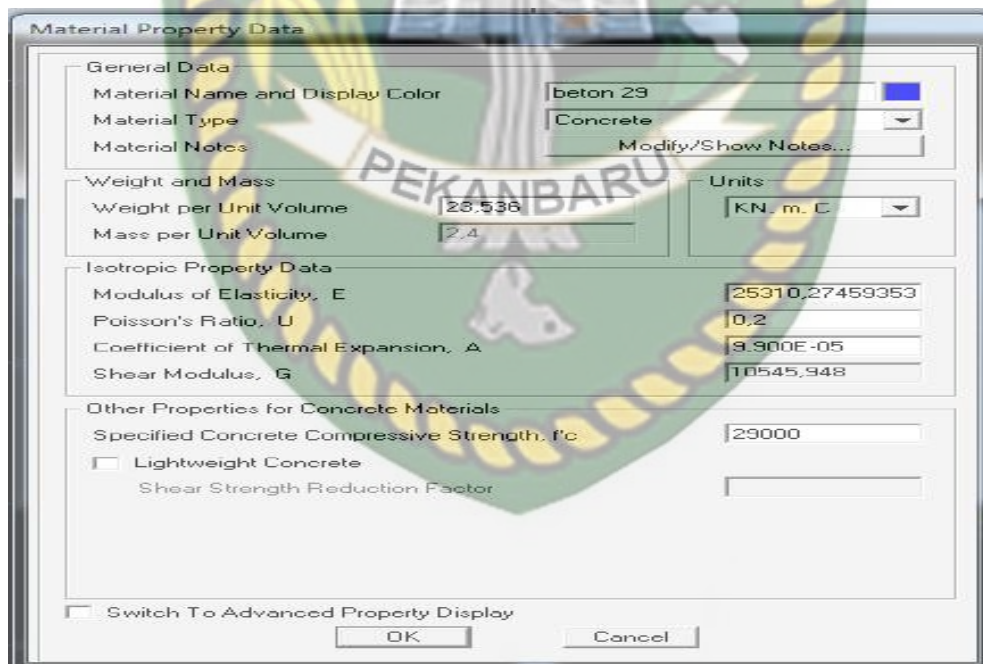 Material Property Data
General Data
Material Name and Display Color beton 29
Material Type Concrete
Material Notes Modify/Show Notes...
PEKANBARU
Weight and Mass Units
Weight per Unit Volume 23,536 KN, m, C
Mass per Unit Volume 2,4
Isotropic Property Data
Modulus of Elasticity, E 25310,27459353
Poisson's Ratio, U 0,2
Coefficient of Thermal Expansion, A 9.900E-05
Shear Modulus, G 10545,948
Other Properties for Concrete Materials
Specified Concrete Compressive Strength, f'c 29000
Lightweight Concrete
Shear Strength Reduction Factor
Switch To Advanced Property Display
OK Cancel